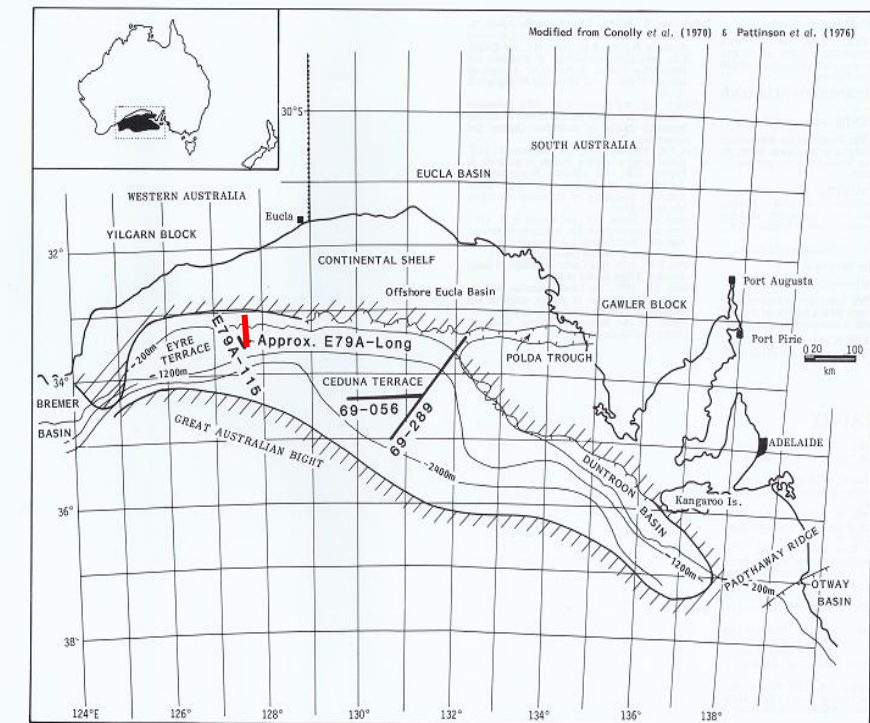 Modified from Conolly et al. (1970) & Pattinson et al. (1976)
30°S
SOUTH AUSTRALIA
EUCLA BASIN
WESTERN AUSTRALIA
Eucla
YILGARN BLOCK
32°
CONTINENTAL SHELF
Port Augusta
Offshore Eucla Basin
GAWLER BLOCK
E79A-115
Port Pirie
-200m
EYRE
TERRACE
Approx. E79A-Long
POLDA TROUGH
0 20 100
km
-1200m
34°
CEDUNA TERRACE
BREMER
BASIN
69-056
69-289
GREAT AUSTRALIAN BIGHT
ADELAIDE
-2400m
DUNTROON
BASIN
Kangaroo Is.
36°
PADTHAWAY RIDGE
-1200m
-200m
OTWAY
BASIN
38°
124°E
126°
128°
130°
132°
134°
136°
138°